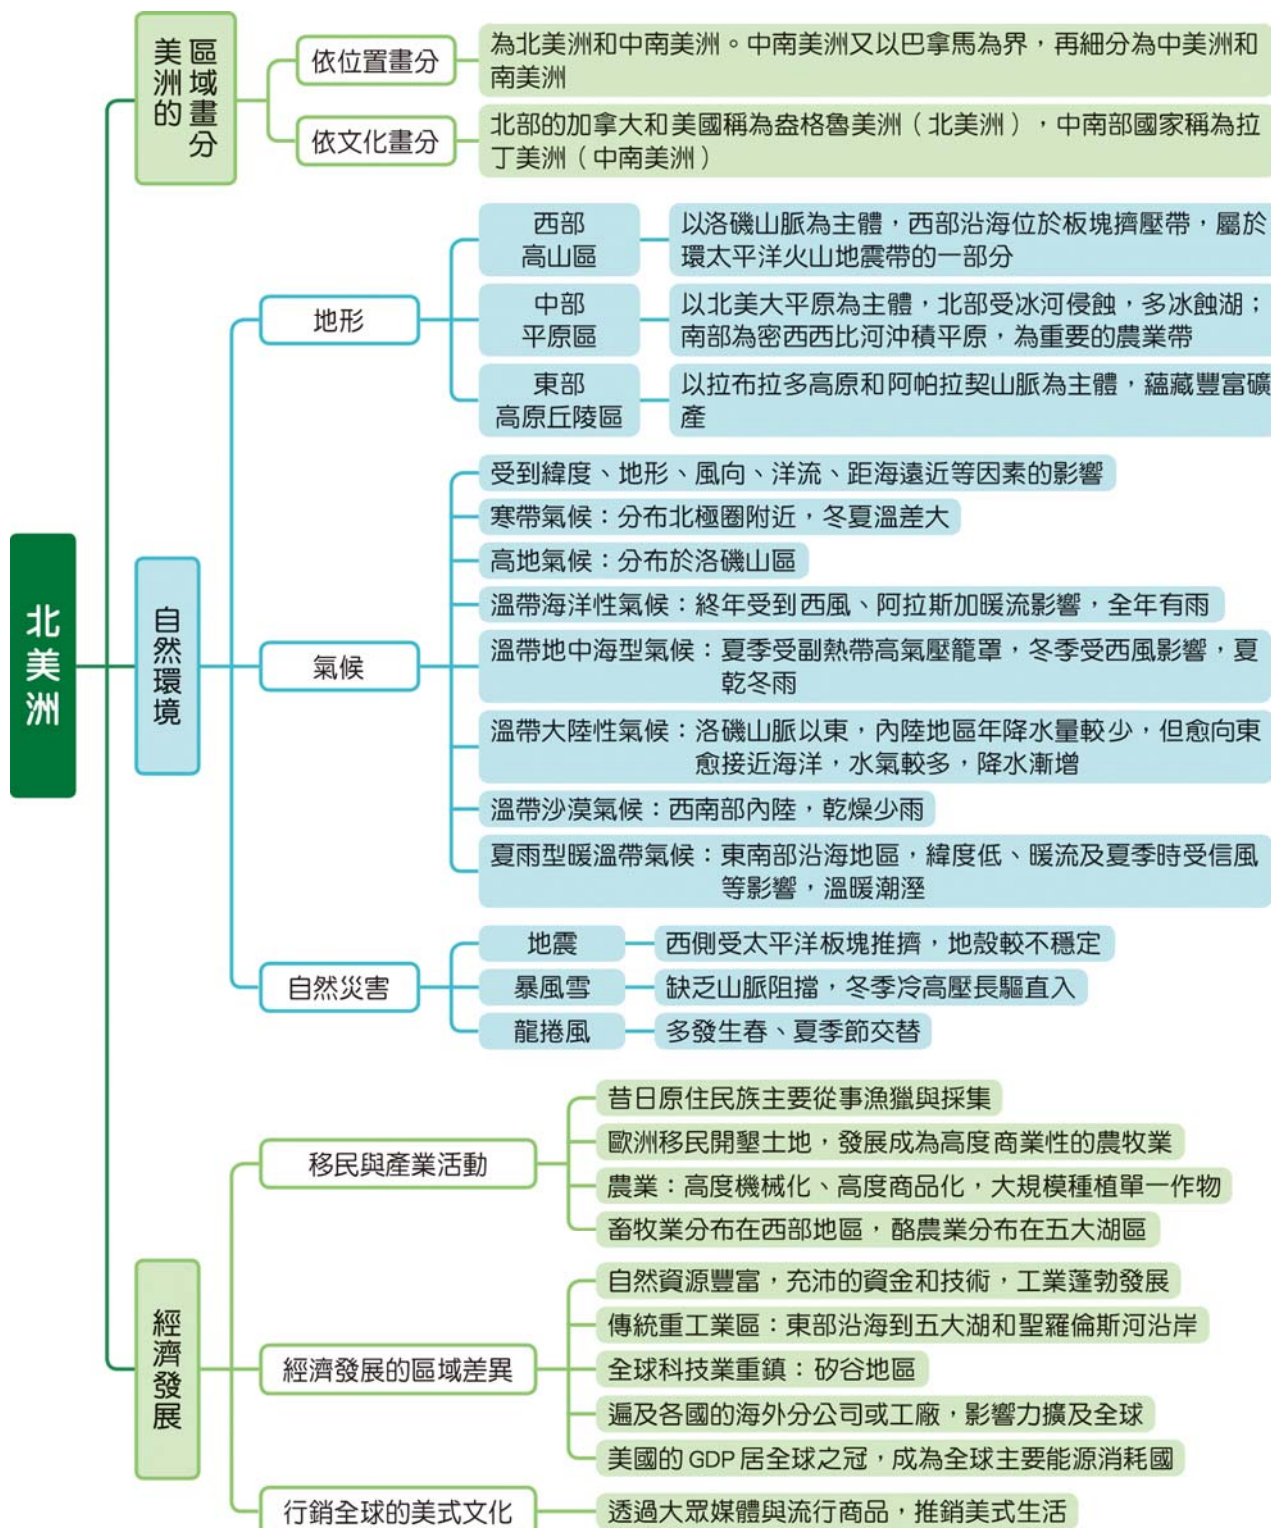 北美洲
美洲的
區域畫分
依位置畫分
為北美洲和中南美洲。中南美洲又以巴拿馬為界，再細分為中美洲和
南美洲
依文化畫分
北部的加拿大和美國稱為盎格魯美洲（北美洲），中南部國家稱為拉
丁美洲（中南美洲）
自然環境
地形
西部
高山區
以洛磯山脈為主體，西部沿海位於板塊擠壓帶，屬於
環太平洋火山地震帶的一部分
中部
平原區
以北美大平原為主體，北部受冰河侵蝕，多冰蝕湖；
南部為密西西比河沖積平原，為重要的農業帶
東部
高原丘陵區
以拉布拉多高原和阿帕拉契山脈為主體，蘊藏豐富礦
產
氣候
受到緯度、地形、風向、洋流、距海遠近等因素的影響
寒帶氣候：分布北極圈附近，冬夏溫差大
高地氣候：分布於洛磯山區
溫帶海洋性氣候：終年受到西風、阿拉斯加暖流影響，全年有雨
溫帶地中海型氣候：夏季受副熱帶高氣壓籠罩，冬季受西風影響，夏
乾冬雨
溫帶大陸性氣候：洛磯山脈以東，內陸地區年降水量較少，但愈向東
愈接近海洋，水氣較多，降水漸增
溫帶沙漠氣候：西南部內陸，乾燥少雨
夏雨型暖溫帶氣候：東南部沿海地區，緯度低、暖流及夏季時受信風
等影響，溫暖潮溼
自然災害
地震
西側受太平洋板塊推擠，地殼較不穩定
暴風雪
缺乏山脈阻擋，冬季冷高壓長驅直入
龍捲風
多發生春、夏季節交替
經濟發展
移民與產業活動
昔日原住民族主要從事漁獵與採集
歐洲移民開墾土地，發展成為高度商業性的農牧業
農業：高度機械化、高度商品化，大規模種植單一作物
畜牧業分布在西部地區，酪農業分布在五大湖區
經濟發展的區域差異
自然資源豐富，充沛的資金和技術，工業蓬勃發展
傳統重工業區：東部沿海到五大湖和聖羅倫斯河沿岸
全球科技業重鎮：矽谷地區
遍及各國的海外分公司或工廠，影響力擴及全球
美國的 GDP 居全球之冠，成為全球主要能源消耗國
行銷全球的美式文化
透過大眾媒體與流行商品，推銷美式生活